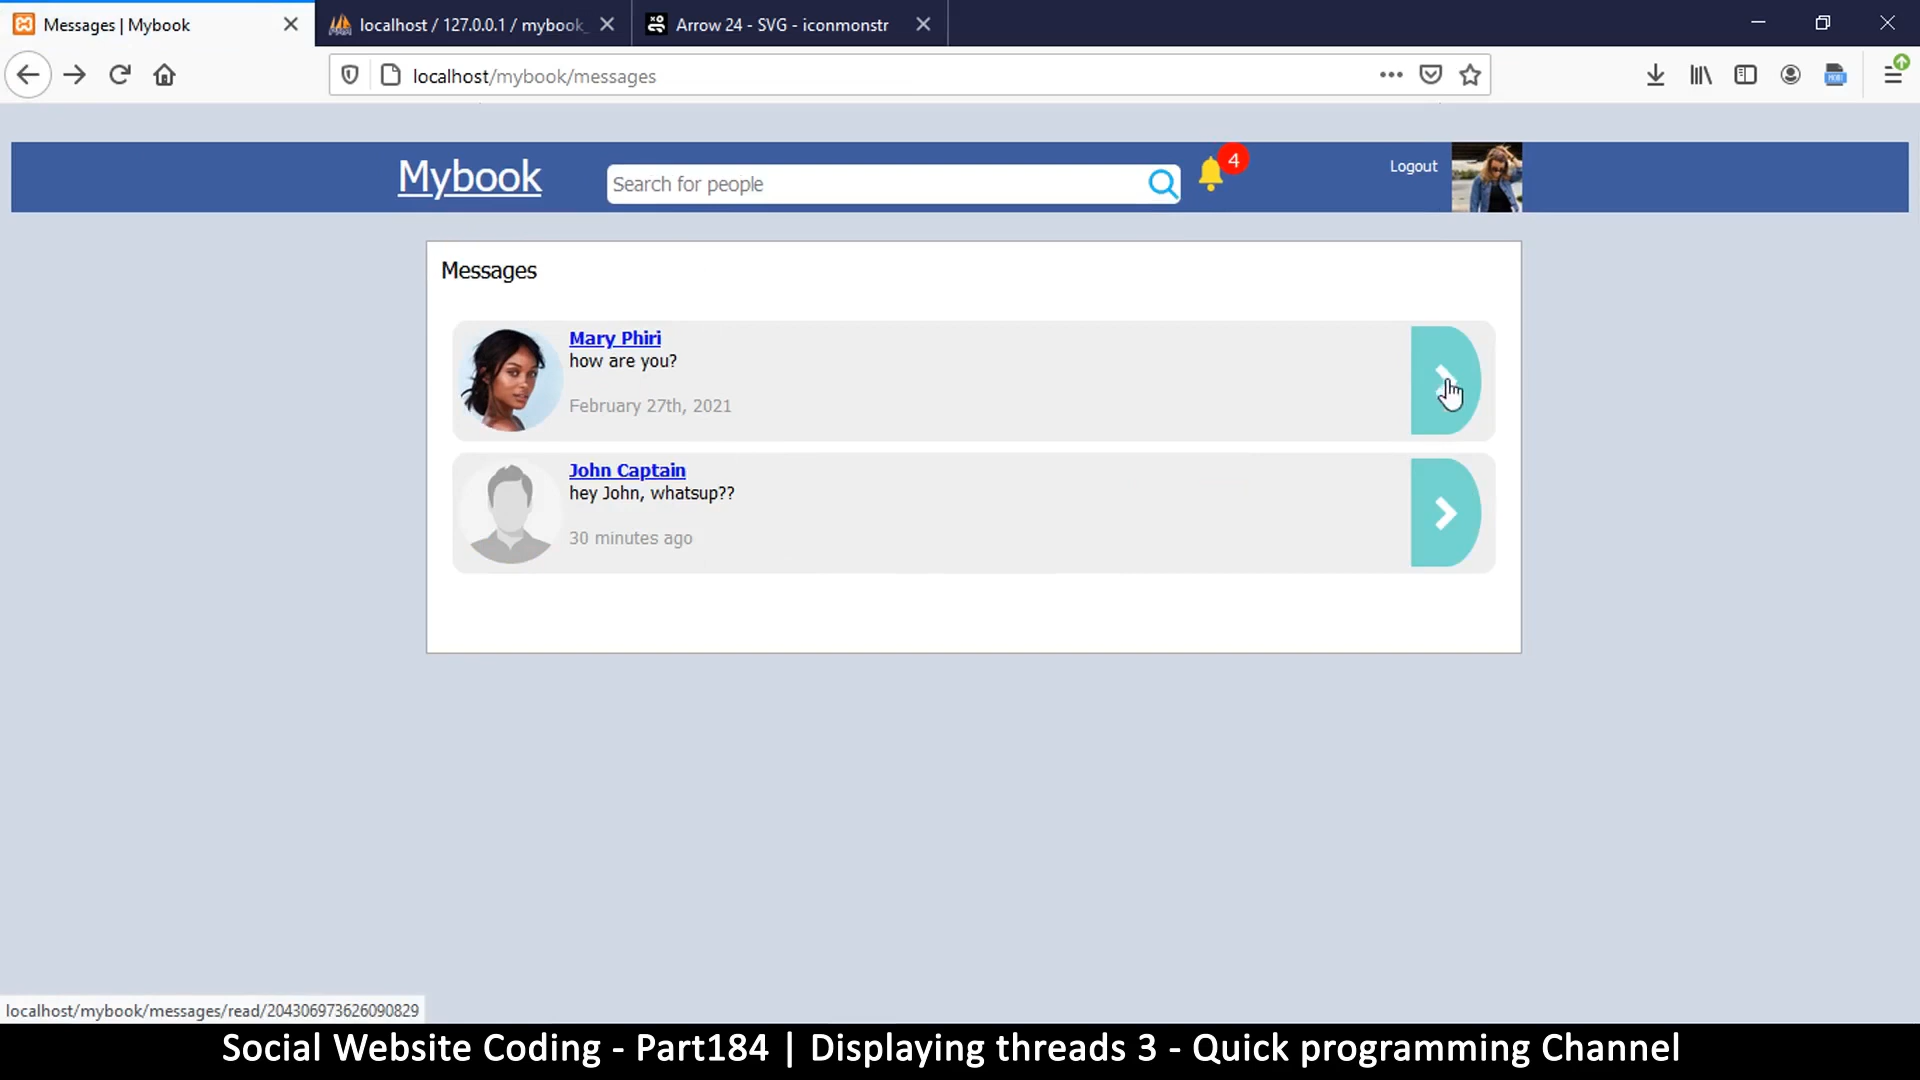 Messages | Mybook
localhost / 127.0.0.1 / mybook_
Arrow 24 - SVG - iconmonstr
localhost/mybook/messages
Mybook
Search for people
4
Logout
Messages
Mary Phiri
how are you?
February 27th, 2021
John Captain
hey John, whatsup??
30 minutes ago
localhost/mybook/messages/read/204306973626090829
Social Website Coding - Part184 | Displaying threads 3 - Quick programming Channel